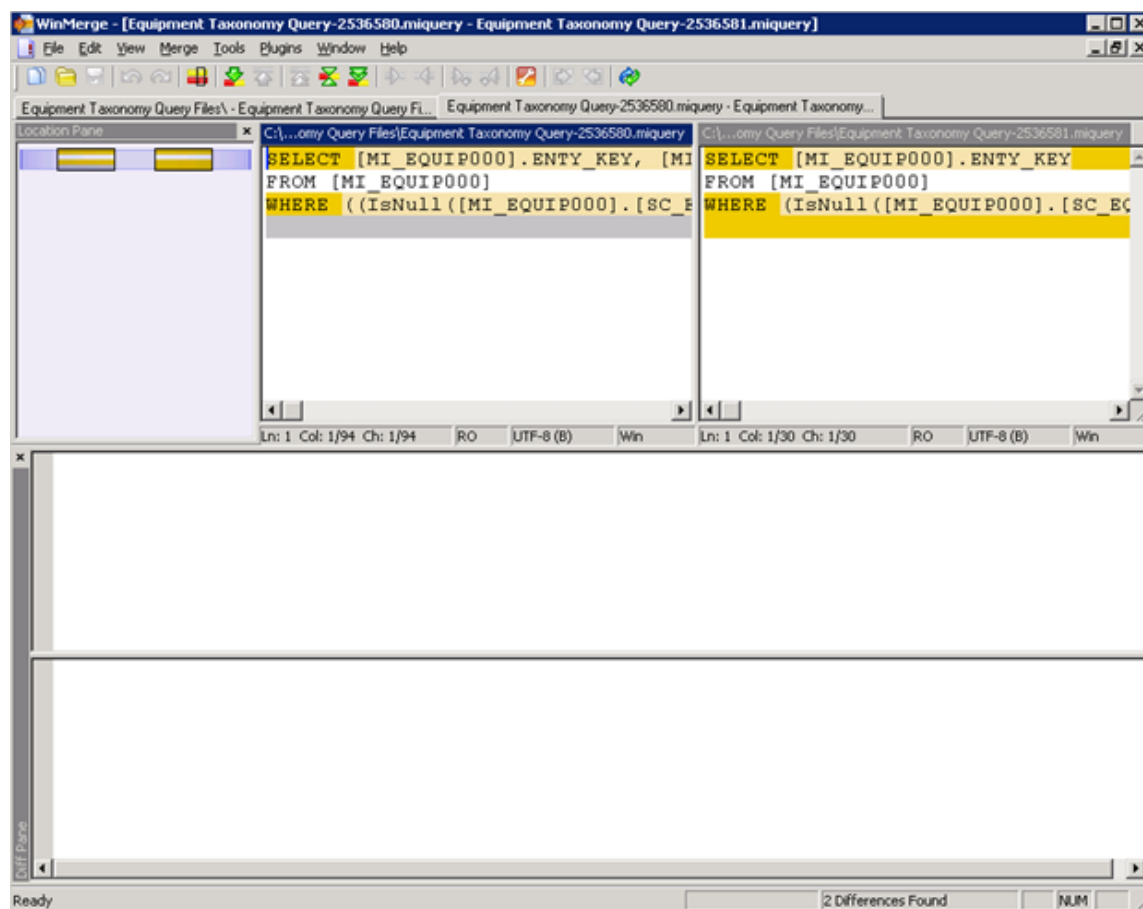 WinMerge - [Equipment Taxonomy Query-2536580.miquery - Equipment Taxonomy Query-2536581.miquery]
File Edit View Merge Tools Plugins Window Help
Equipment Taxonomy Query Files\ - Equipment Taxonomy Query Fi... Equipment Taxonomy Query-2536580.miquery - Equipment Taxonomy...
Location Pane
C:\...omy Query Files\Equipment Taxonomy Query-2536580.miquery
SELECT [MI_EQUIP000].ENTY_KEY, [MI
FROM [MI_EQUIP000]
WHERE ((IsNull([MI_EQUIP000].[SC_E
Ln: 1 Col: 1/94 Ch: 1/94 RO UTF-8 (B) Win
C:\...omy Query Files\Equipment Taxonomy Query-2536581.miquery
SELECT [MI_EQUIP000].ENTY_KEY
FROM [MI_EQUIP000]
WHERE (IsNull([MI_EQUIP000].[SC_EQ
Ln: 1 Col: 1/30 Ch: 1/30 RO UTF-8 (B) Win
Diff Pane
Ready 2 Differences Found NUM